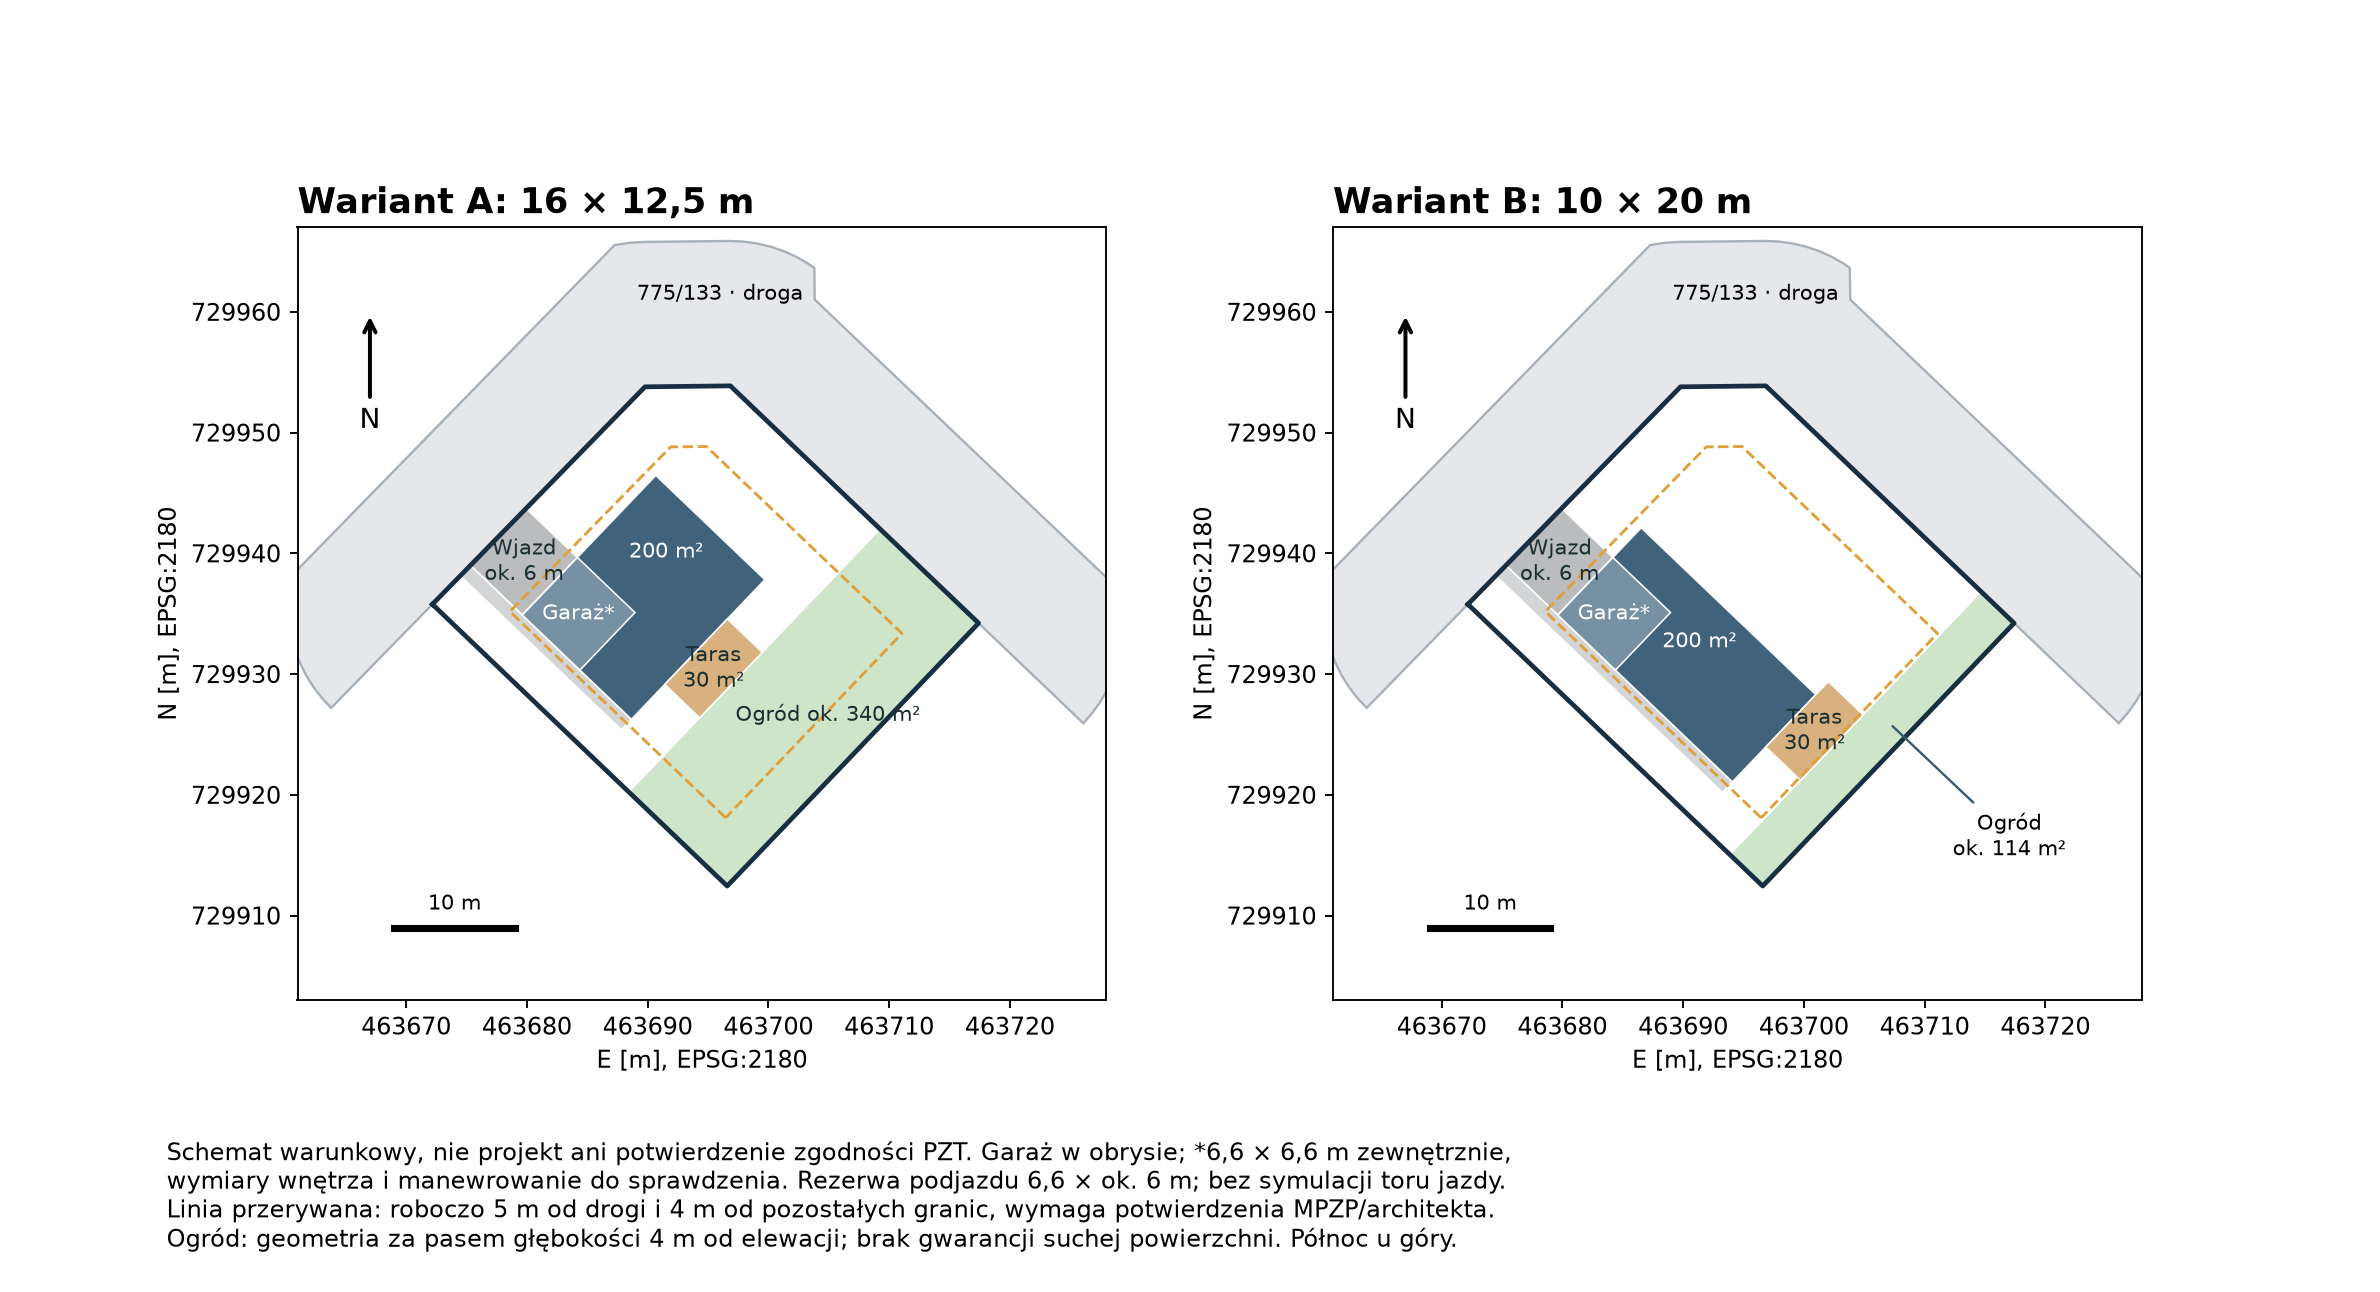 Wariant A: 16 × 12,5 m
775/133 · droga
N
Wjazd
ok. 6 m
Garaż*
200 m²
Taras
30 m²
Ogród ok. 340 m²
10 m
729960
729950
729940
729930
729920
729910
N [m], EPSG:2180
463670 463680 463690 463700 463710 463720
E [m], EPSG:2180
Wariant B: 10 × 20 m
775/133 · droga
N
Wjazd
ok. 6 m
Garaż*
200 m²
Taras
30 m²
Ogród
ok. 114 m²
10 m
729960
729950
729940
729930
729920
729910
N [m], EPSG:2180
463670 463680 463690 463700 463710 463720
E [m], EPSG:2180
Schemat warunkowy, nie projekt ani potwierdzenie zgodności PZT. Garaż w obrysie; *6,6 × 6,6 m zewnętrznie,
wymiary wnętrza i manewrowanie do sprawdzenia. Rezerwa podjazdu 6,6 × ok. 6 m; bez symulacji toru jazdy.
Linia przerywana: roboczo 5 m od drogi i 4 m od pozostałych granic, wymaga potwierdzenia MPZP/architekta.
Ogród: geometria za pasem głębokości 4 m od elewacji; brak gwarancji suchej powierzchni. Północ u góry.